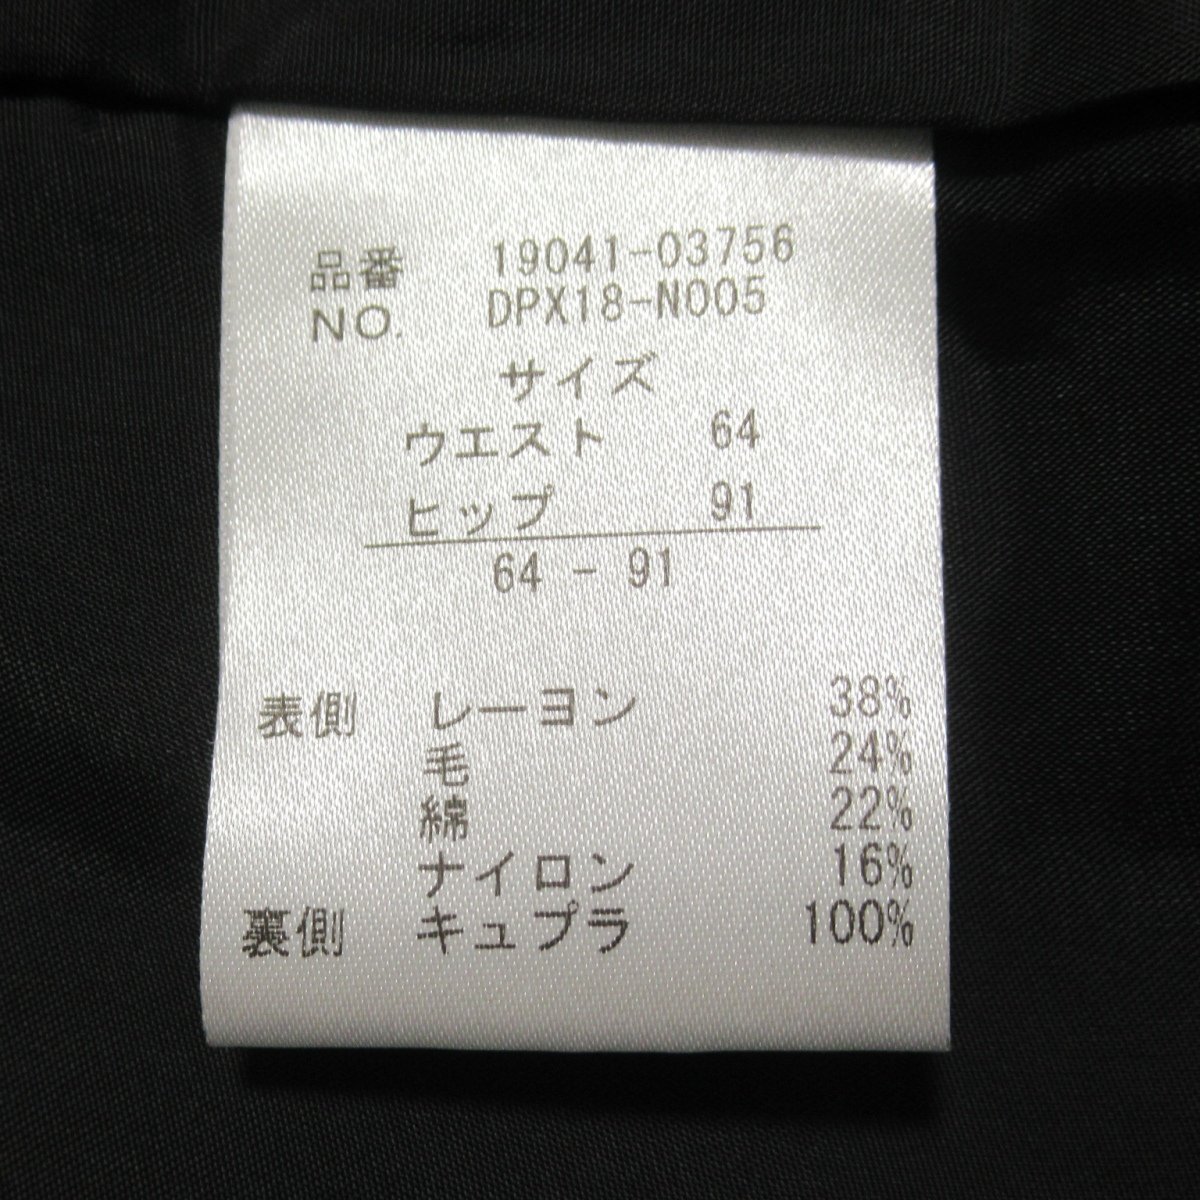 品番 19041-03756
NO. DPX18-N005
サイズ
ウエスト 64
ヒップ 91
64 - 91
表側 レーヨン 38%
毛 24%
綿 22%
ナイロン 16%
裏側 キュプラ 100%